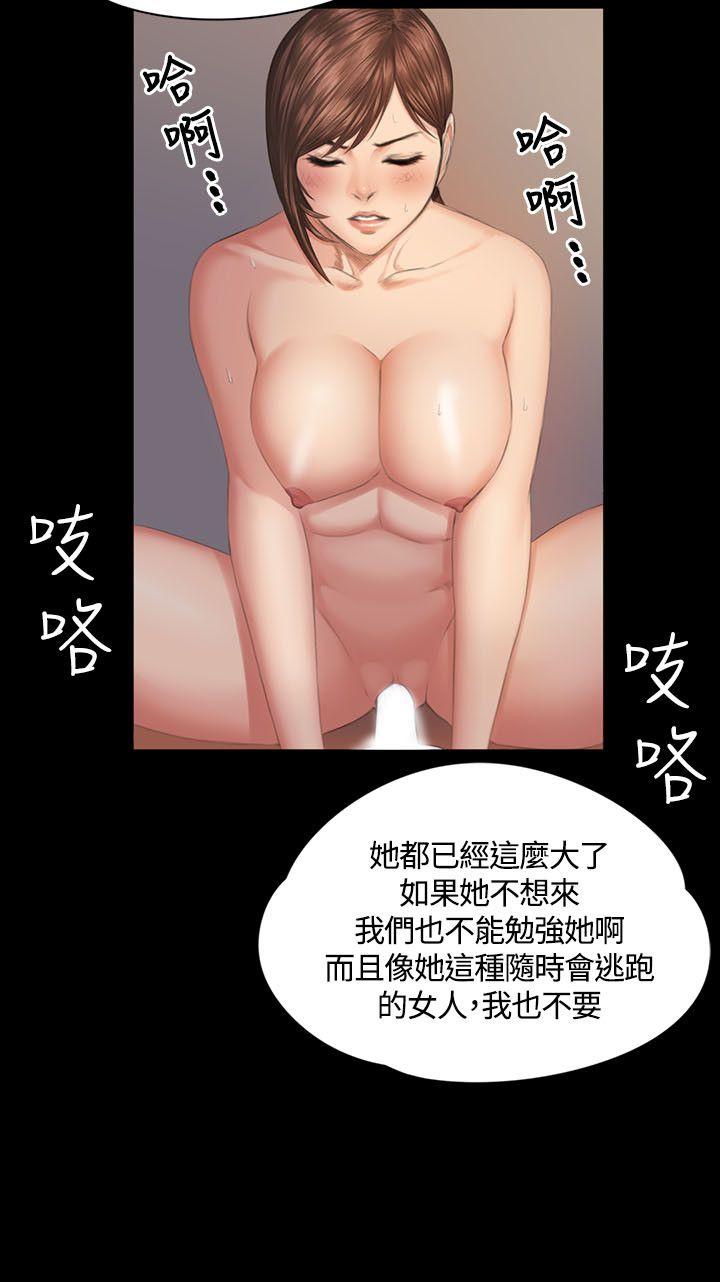 哈啊⋯
哈啊⋯
吱咯
吱咯
她都已經這麼大了
如果她不想來
我們也不能勉強她啊
而且像她這種隨時會逃跑
的女人，我也不要